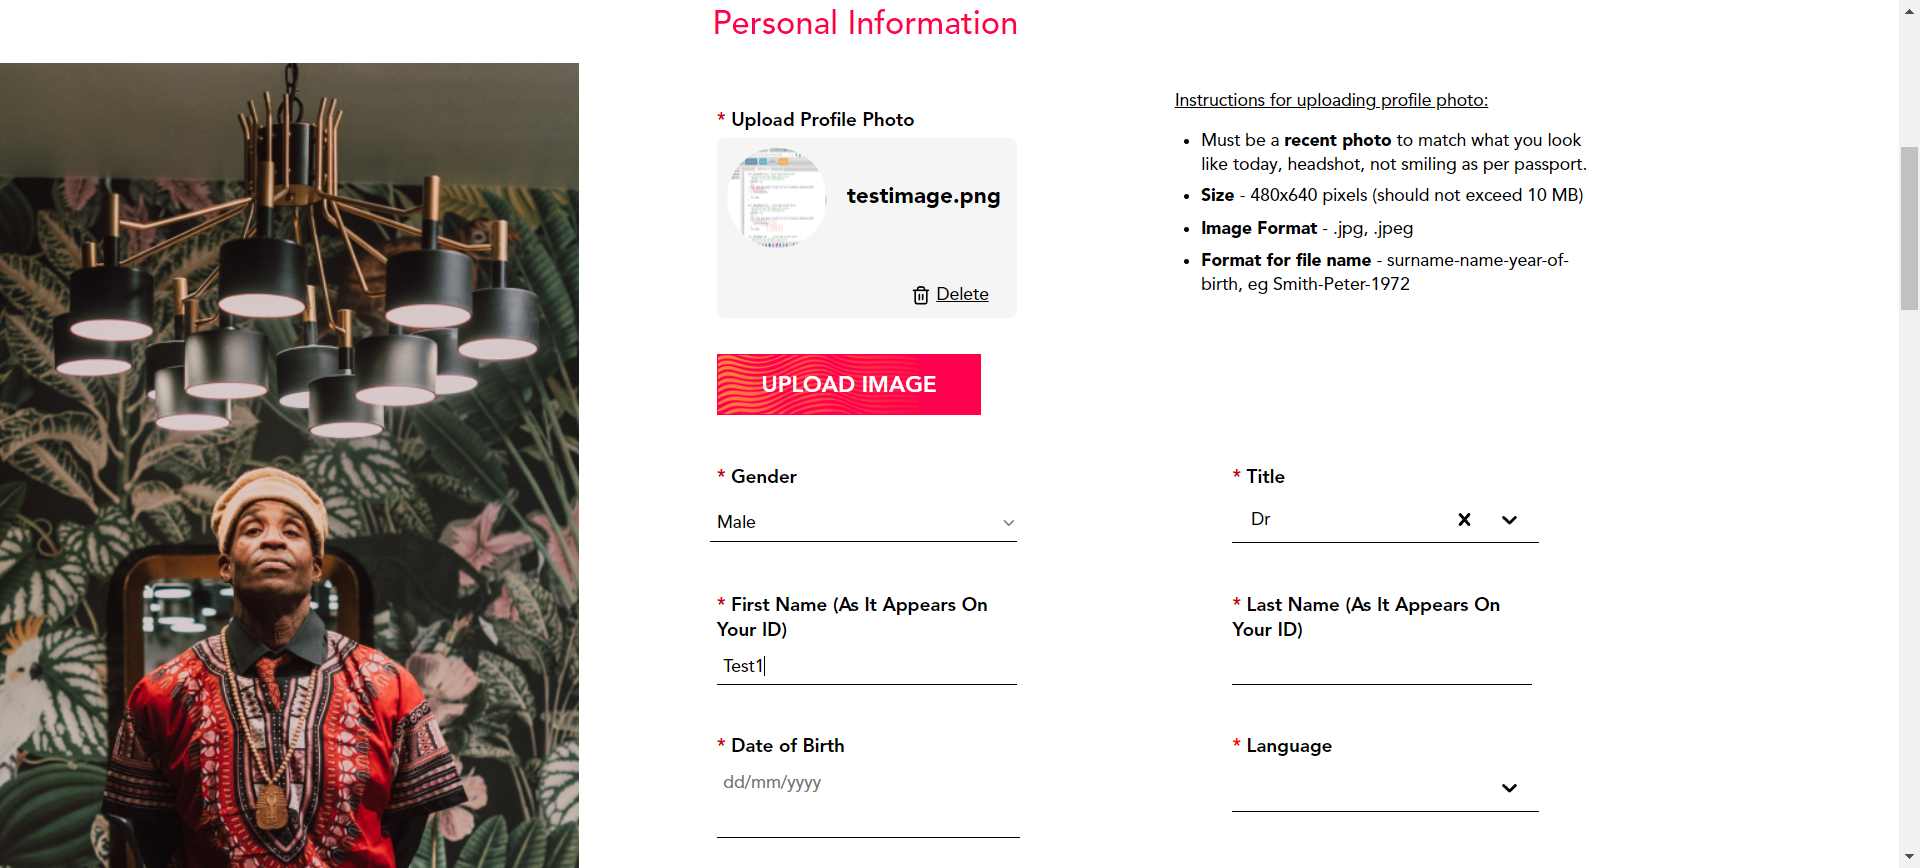 Personal Information
* Upload Profile Photo
testimage.png
Delete
UPLOAD IMAGE
Instructions for uploading profile photo:
• Must be a recent photo to match what you look
like today, headshot, not smiling as per passport.
• Size - 480x640 pixels (should not exceed 10 MB)
• Image Format - .jpg, .jpeg
• Format for file name - surname-name-year-of-
birth, eg Smith-Peter-1972
* Gender
Male
* Title
Dr
* First Name (As It Appears On
Your ID)
Test1
* Last Name (As It Appears On
Your ID)
* Date of Birth
dd/mm/yyyy
* Language